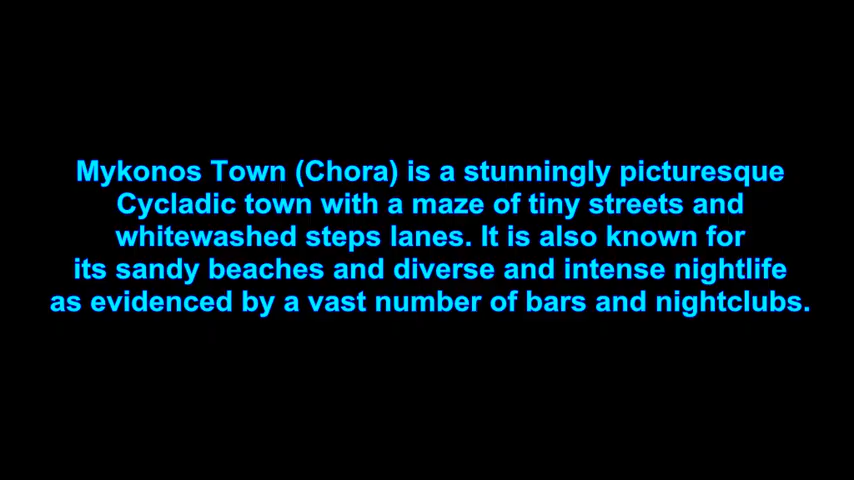 Mykonos Town (Chora) is a stunningly picturesque
Cycladic town with a maze of tiny streets and
whitewashed steps lanes. It is also known for
its sandy beaches and diverse and intense nightlife
as evidenced by a vast number of bars and nightclubs.